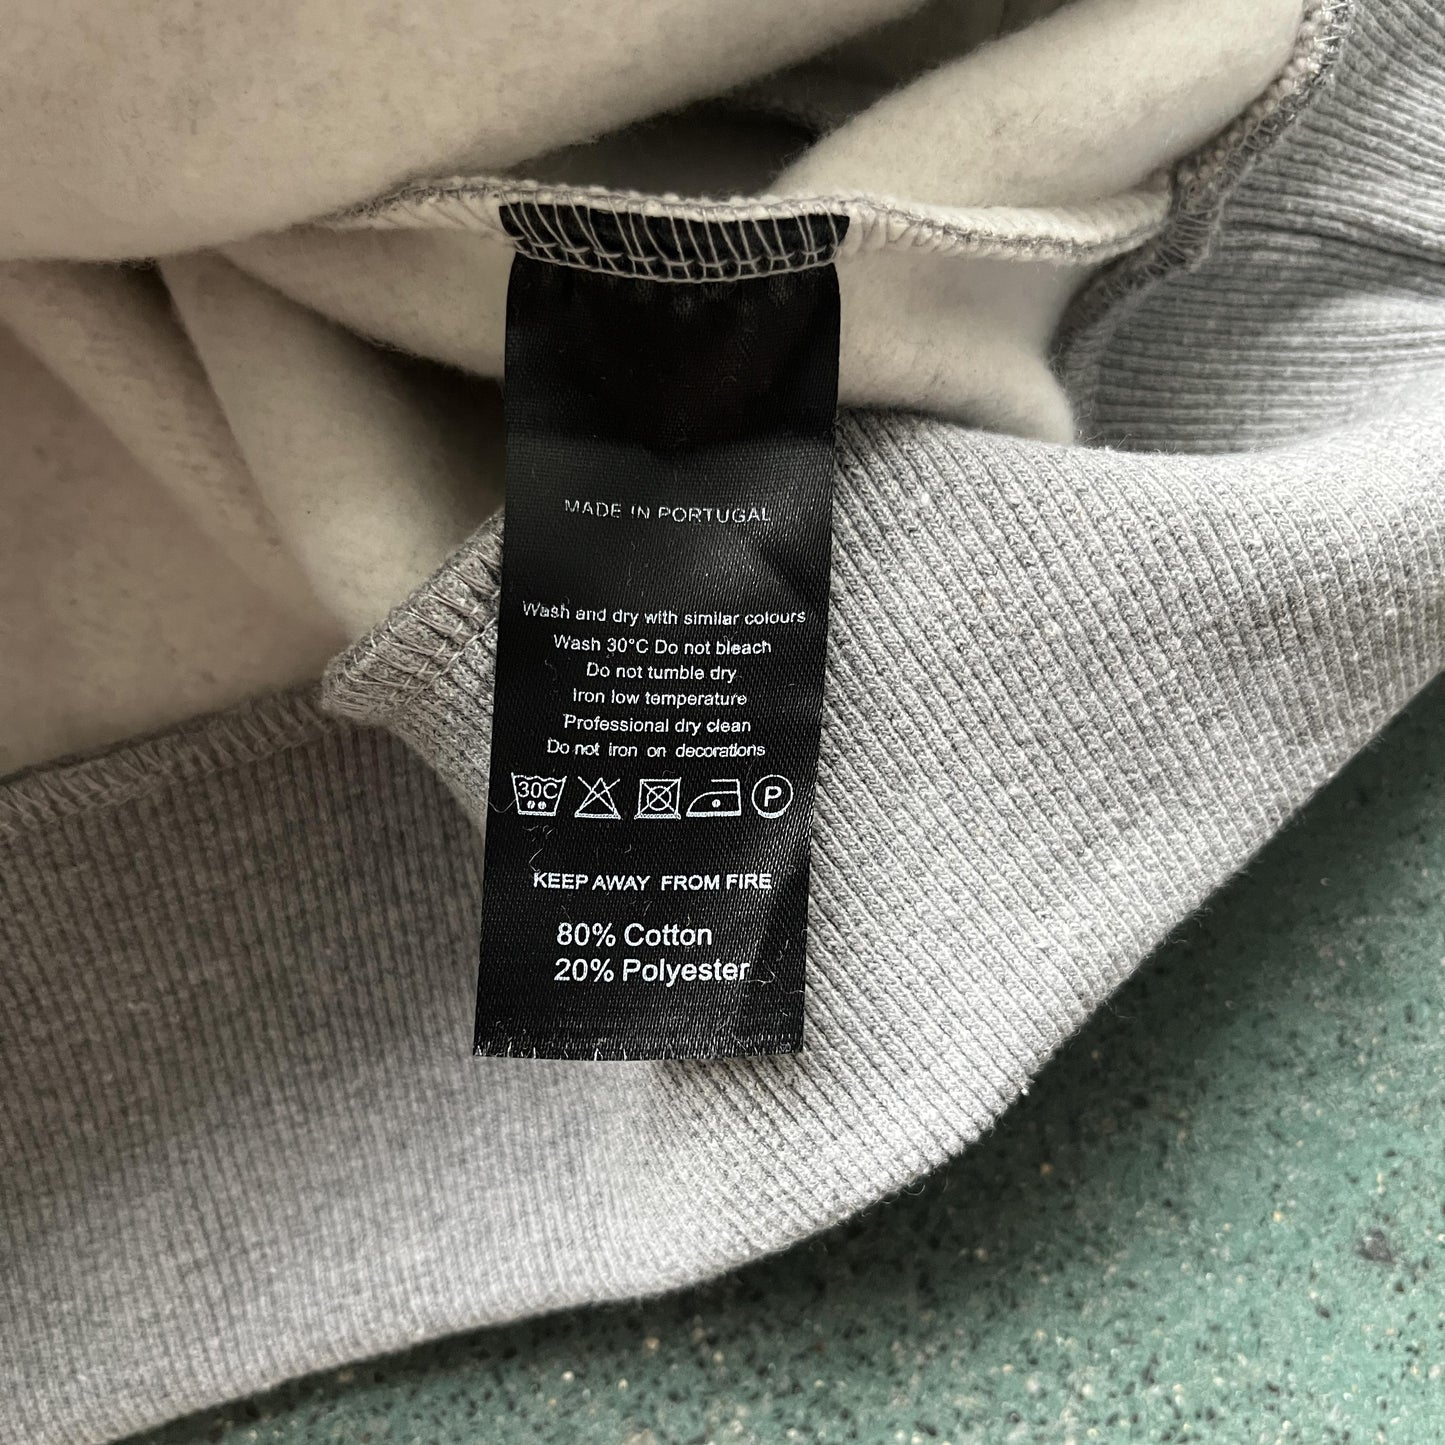 MADE IN PORTUGAL
Wash and dry with similar colours
Wash 30°C Do not bleach
Do not tumble dry
Iron low temperature
Professional dry clean
Do not iron on decorations
30C P
KEEP AWAY FROM FIRE
80% Cotton
20% Polyester